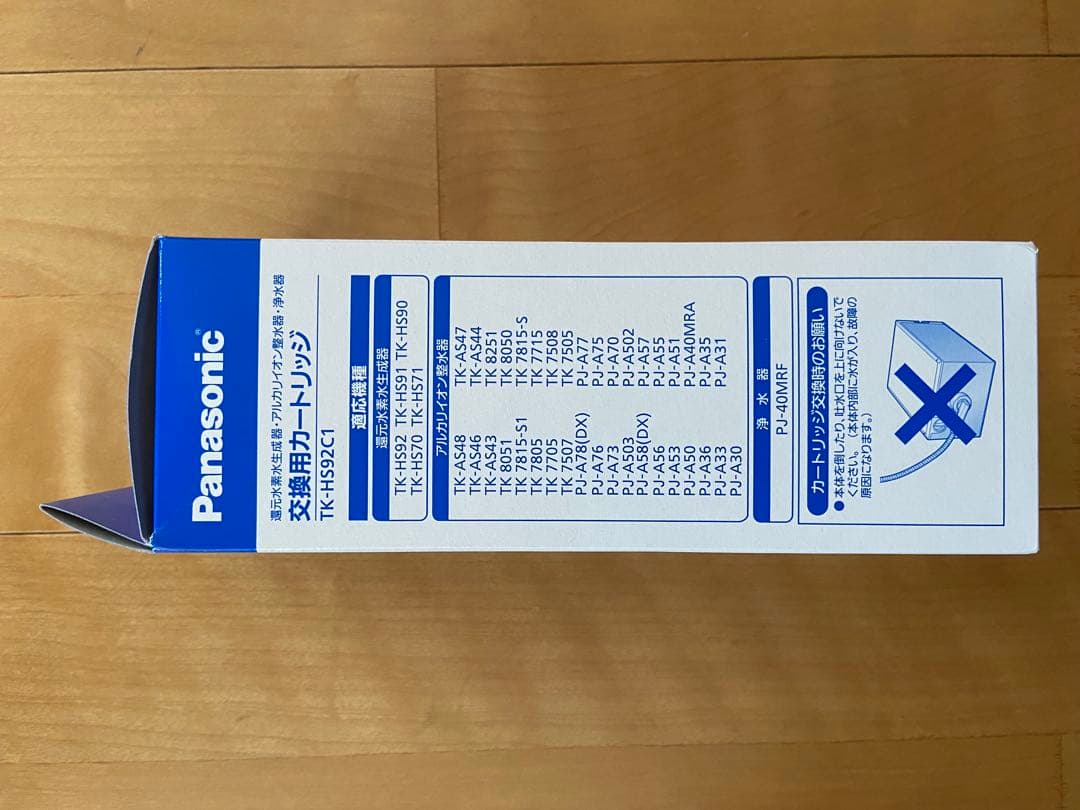 Panasonic®
還元水素水生成器・アルカリイオン整水器・浄水器
交換用カートリッジ
TK-HS92C1
適応機種
還元水素水生成器
TK-HS92 TK-HS91 TK-HS90
TK-HS70 TK-HS71
アルカリイオン整水器
TK-AS48 TK-AS47
TK-AS46 TK-AS44
TK-AS43 TK 8251
TK 8051 TK 8050
TK 7815-S1 TK 7815-S
TK 7805 TK 7715
TK 7705 TK 7508
TK 7507 TK 7505
PJ-A78(DX) PJ-A77
PJ-A76 PJ-A75
PJ-A73 PJ-A70
PJ-A503 PJ-A502
PJ-A58(DX) PJ-A57
PJ-A56 PJ-A55
PJ-A53 PJ-A51
PJ-A50 PJ-A40MRA
PJ-A36 PJ-A35
PJ-A33 PJ-A31
PJ-A30
浄水器
PJ-40MRF
カートリッジ交換時のお願い
●本体を倒したり、吐水口を上に向けないで
ください。(本体内部に水が入り、故障の
原因になります。)